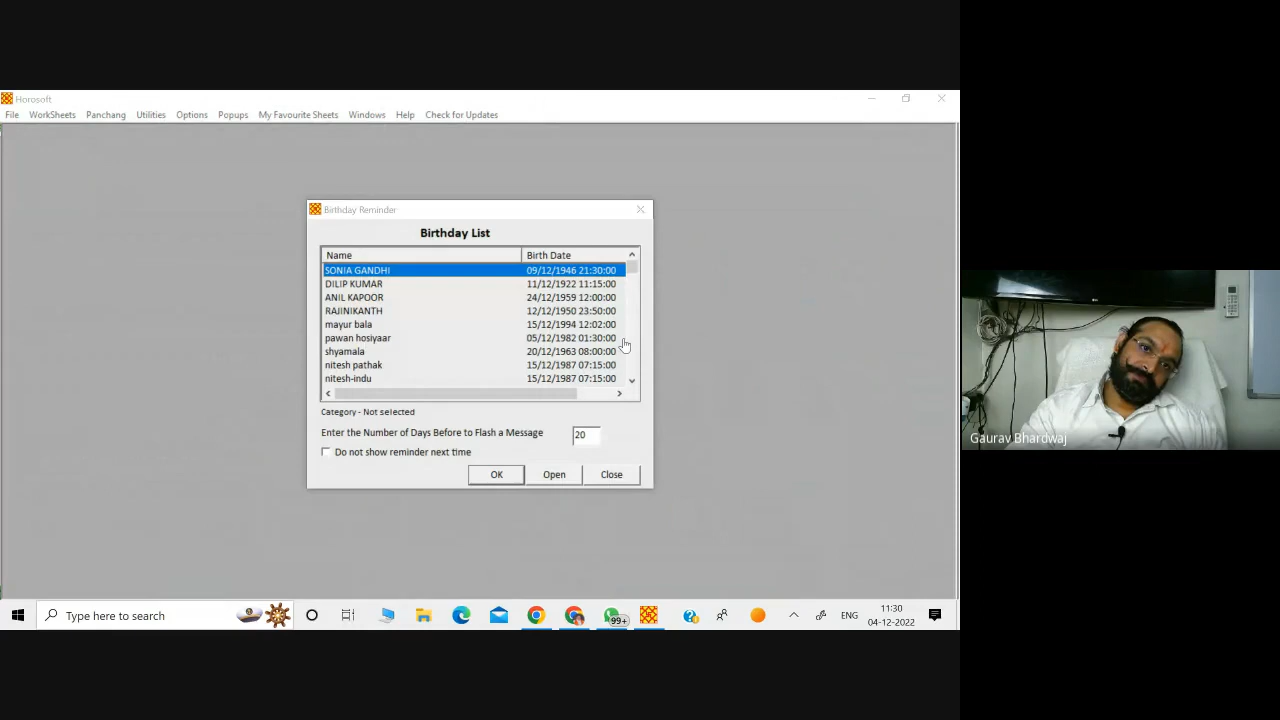 Horosoft
File WorkSheets Panchang Utilities Options Popups My Favourite Sheets Windows Help Check for Updates
Birthday Reminder
Birthday List
Name Birth Date
SONIA GANDHI 09/12/1946 21:30:00
DILIP KUMAR 11/12/1922 11:15:00
ANIL KAPOOR 24/12/1959 12:00:00
RAJINIKANTH 12/12/1950 23:50:00
mayur bala 15/12/1994 12:02:00
pawan hosiyaar 05/12/1982 01:30:00
shyamala 20/12/1963 08:00:00
nitesh pathak 15/12/1987 07:15:00
nitesh-indu 15/12/1987 07:15:00
Category - Not selected
Enter the Number of Days Before to Flash a Message 20
Do not show reminder next time
OK Open Close
Gaurav Bhardwaj
Type here to search 99+ ENG 11:30
04-12-2022